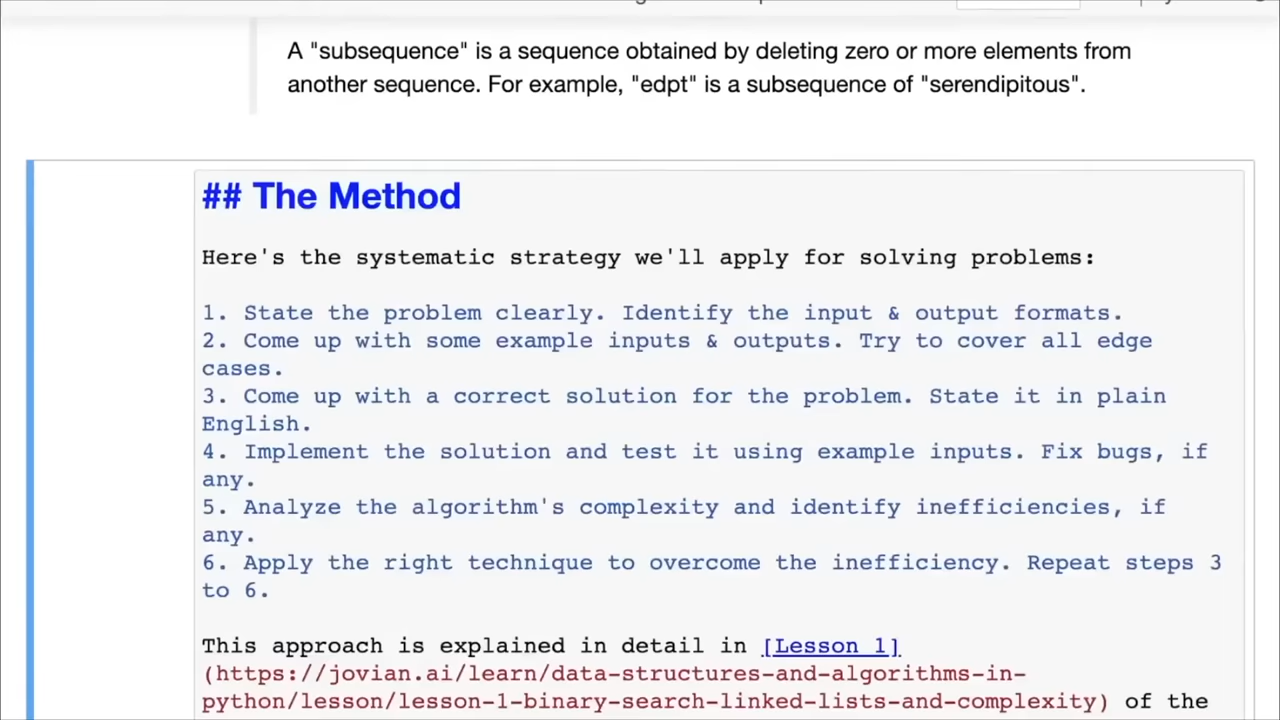 A "subsequence" is a sequence obtained by deleting zero or more elements from
another sequence. For example, "edpt" is a subsequence of "serendipitous".
## The Method
Here's the systematic strategy we'll apply for solving problems:
1. State the problem clearly. Identify the input & output formats.
2. Come up with some example inputs & outputs. Try to cover all edge
cases.
3. Come up with a correct solution for the problem. State it in plain
English.
4. Implement the solution and test it using example inputs. Fix bugs, if
any.
5. Analyze the algorithm's complexity and identify inefficiencies, if
any.
6. Apply the right technique to overcome the inefficiency. Repeat steps 3
to 6.
This approach is explained in detail in [Lesson 1]
(https://jovian.ai/learn/data-structures-and-algorithms-in-
python/lesson/lesson-1-binary-search-linked-lists-and-complexity) of the